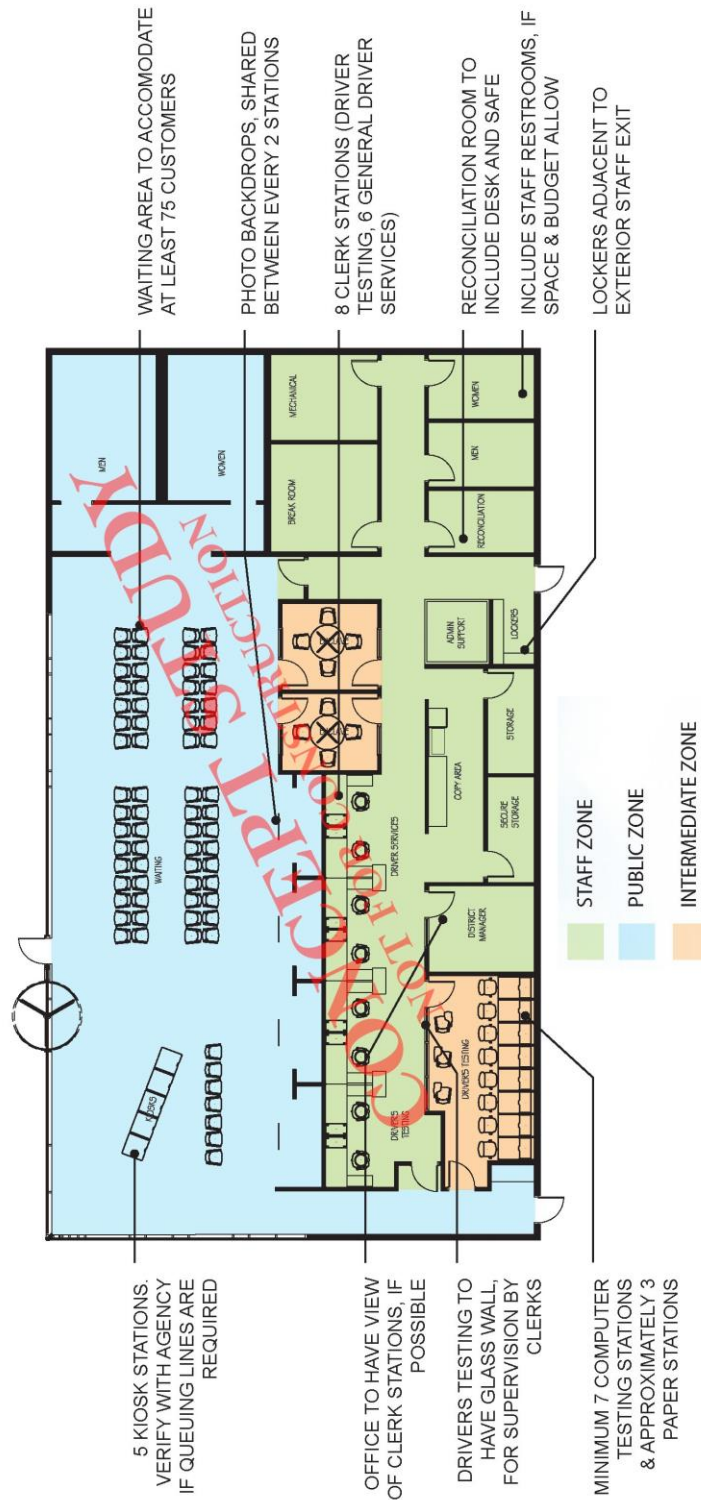 WAITING AREA TO ACCOMODATE
AT LEAST 75 CUSTOMERS
PHOTO BACKDROPS, SHARED
BETWEEN EVERY 2 STATIONS
8 CLERK STATIONS (DRIVER
TESTING, 6 GENERAL DRIVER
SERVICES)
RECONCILIATION ROOM TO
INCLUDE DESK AND SAFE
INCLUDE STAFF RESTROOMS, IF
SPACE & BUDGET ALLOW
LOCKERS ADJACENT TO
EXTERIOR STAFF EXIT
5 KIOSK STATIONS.
VERIFY WITH AGENCY
IF QUEUING LINES ARE
REQUIRED
OFFICE TO HAVE VIEW
OF CLERK STATIONS, IF
POSSIBLE
DRIVERS TESTING TO
HAVE GLASS WALL,
FOR SUPERVISION BY
CLERKS
MINIMUM 7 COMPUTER
TESTING STATIONS
& APPROXIMATELY 3
PAPER STATIONS
MEN
WOMEN
WAITING
KIOSKS
MECHANICAL
BREAK ROOM
DRIVER SERVICES
DRIVERS
TESTING
WOMEN
MEN
RECONCILIATION
LOCKERS
ADMIN
SUPPORT
COPY AREA
STORAGE
SECURE
STORAGE
DISTRICT
MANAGER
DRIVERS TESTING
CONCEPT STUDY
NOT FOR CONSTRUCTION
STAFF ZONE
PUBLIC ZONE
INTERMEDIATE ZONE